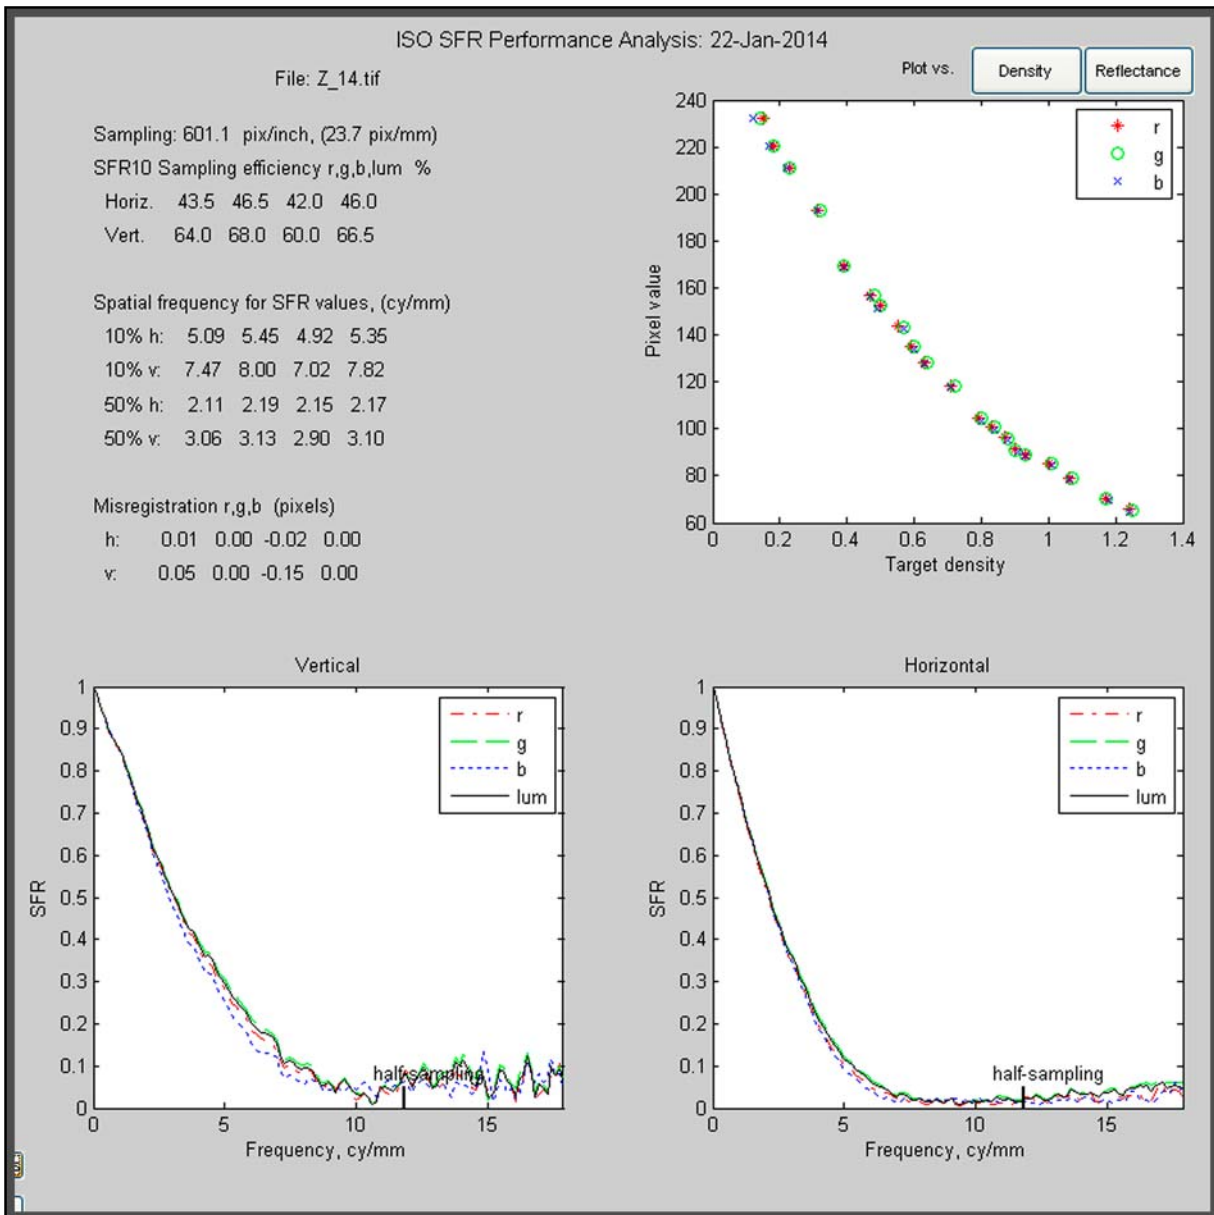 ISO SFR Performance Analysis: 22-Jan-2014
File: Z_14.tif
Plot vs. Density Reflectance
Sampling: 601.1 pix/inch, (23.7 pix/mm)
SFR10 Sampling efficiency r,g,b,lum %
Horiz. 43.5 46.5 42.0 46.0
Vert. 64.0 68.0 60.0 66.5
Spatial frequency for SFR values, (cy/mm)
10% h: 5.09 5.45 4.92 5.35
10% v: 7.47 8.00 7.02 7.82
50% h: 2.11 2.19 2.15 2.17
50% v: 3.06 3.13 2.90 3.10
Misregistration r,g,b (pixels)
h: 0.01 0.00 -0.02 0.00
v: 0.05 0.00 -0.15 0.00
240
220
200
180
160
140
120
100
80
60
Pixel value
r
g
b
0 0.2 0.4 0.6 0.8 1 1.2 1.4
Target density
Vertical
1
0.9
0.8
0.7
0.6
0.5
0.4
0.3
0.2
0.1
0
SFR
r
g
b
lum
half-sampling
0 5 10 15
Frequency, cy/mm
Horizontal
1
0.9
0.8
0.7
0.6
0.5
0.4
0.3
0.2
0.1
0
SFR
r
g
b
lum
half-sampling
0 5 10 15
Frequency, cy/mm